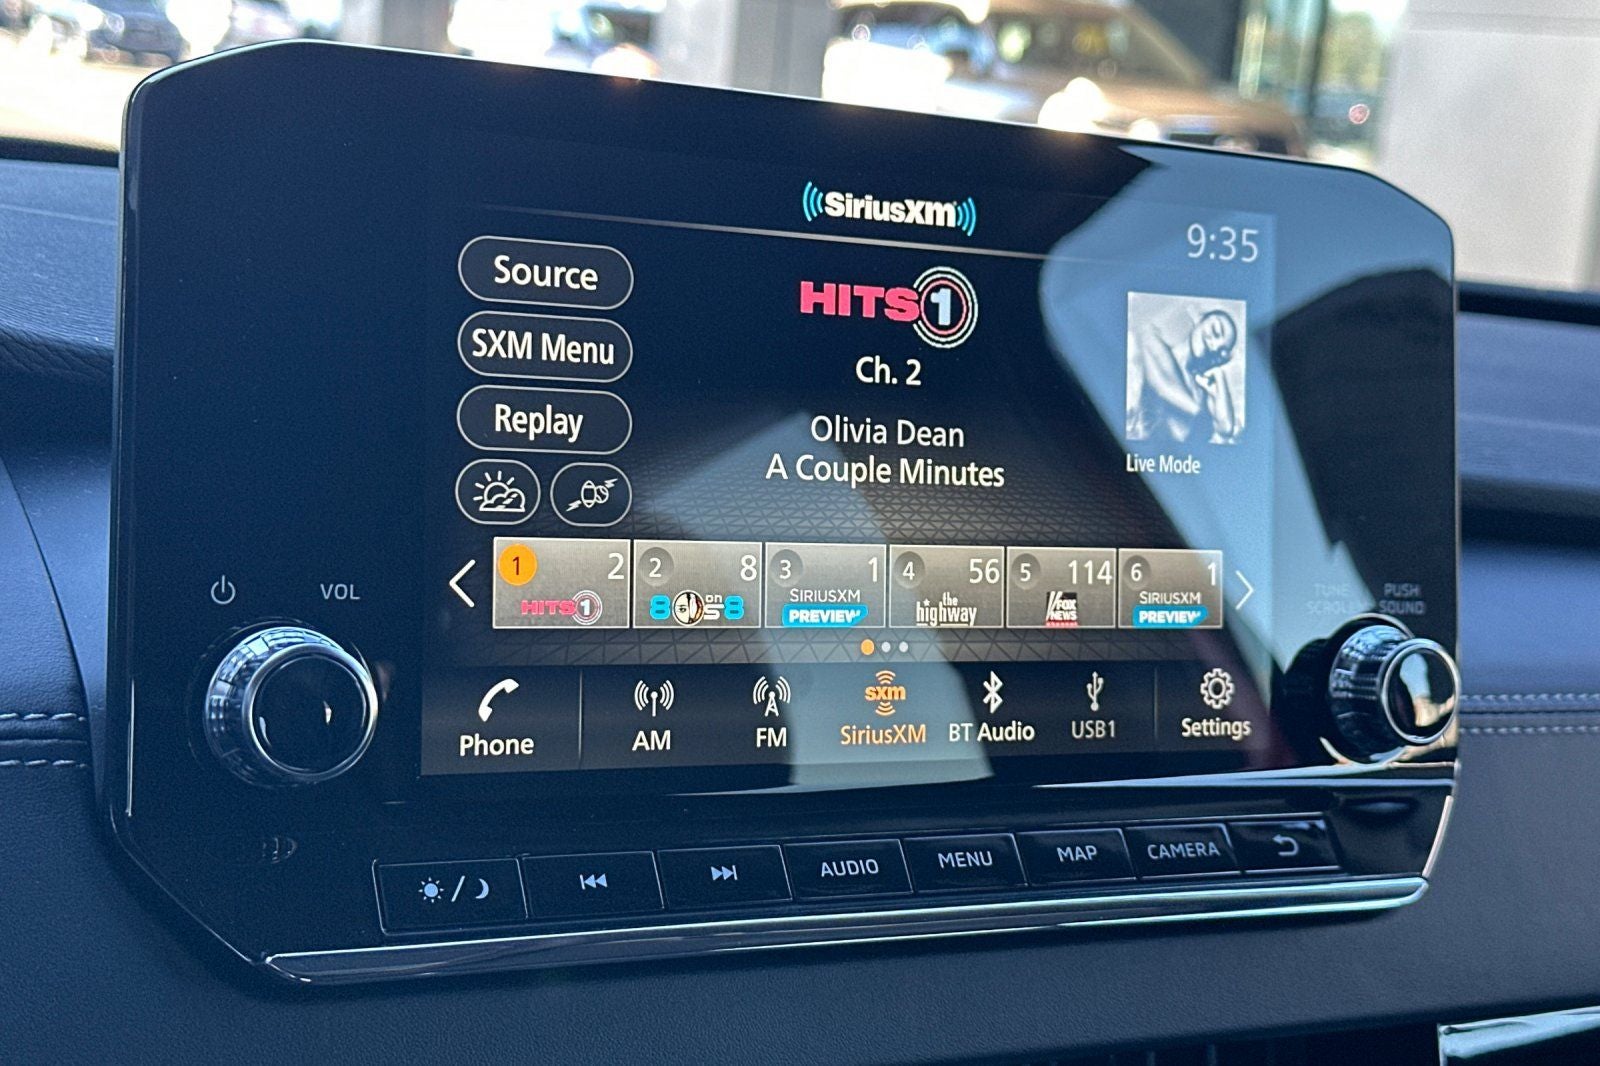 SiriusXM
9:35
Source
SXM Menu
Replay
HITS 1
Ch. 2
Olivia Dean
A Couple Minutes
Live Mode
1 2 HITS 1
2 8 80s on 8
3 1 SIRIUSXM PREVIEW
4 56 the highway
5 114 FOX NEWS
6 1 SIRIUSXM PREVIEW
VOL
TUNE SCROLL
PUSH SOUND
sxm
Phone
AM
FM
SiriusXM
BT Audio
USB1
Settings
AUDIO
MENU
MAP
CAMERA